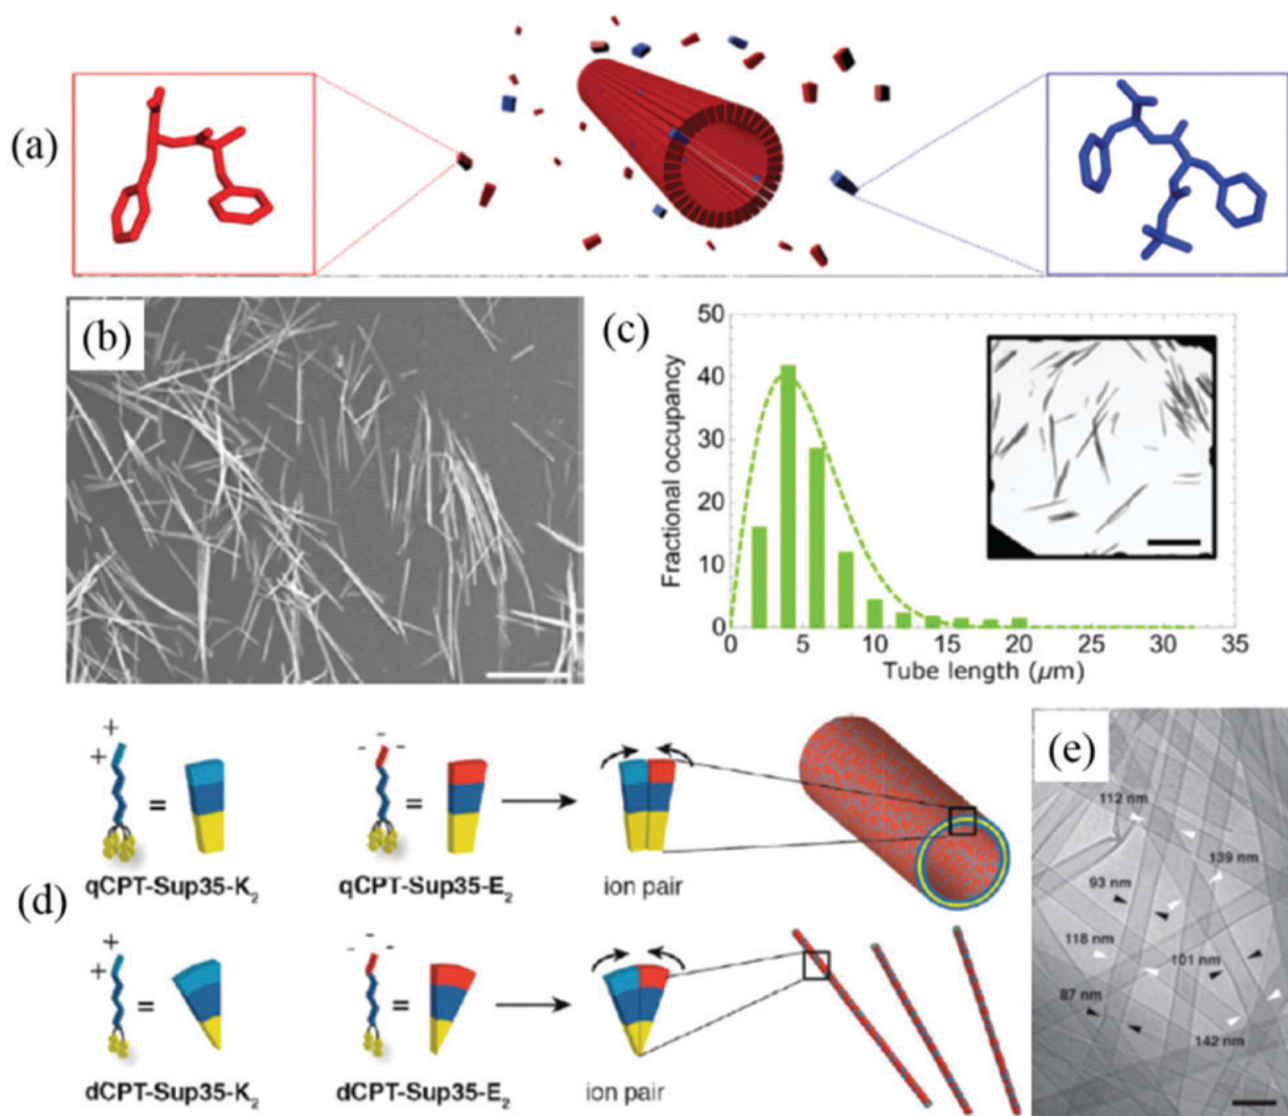 (a)
(b)
(c)
50
40
30
20
10
0
Fractional occupancy
0 5 10 15 20 25 30 35
Tube length (µm)
(d)
+
+
=
qCPT-Sup35-K₂
- - -
=
qCPT-Sup35-E₂
ion pair
+
+
=
dCPT-Sup35-K₂
- - -
=
dCPT-Sup35-E₂
ion pair
(e)
112 nm
139 nm
93 nm
118 nm
101 nm
87 nm
142 nm